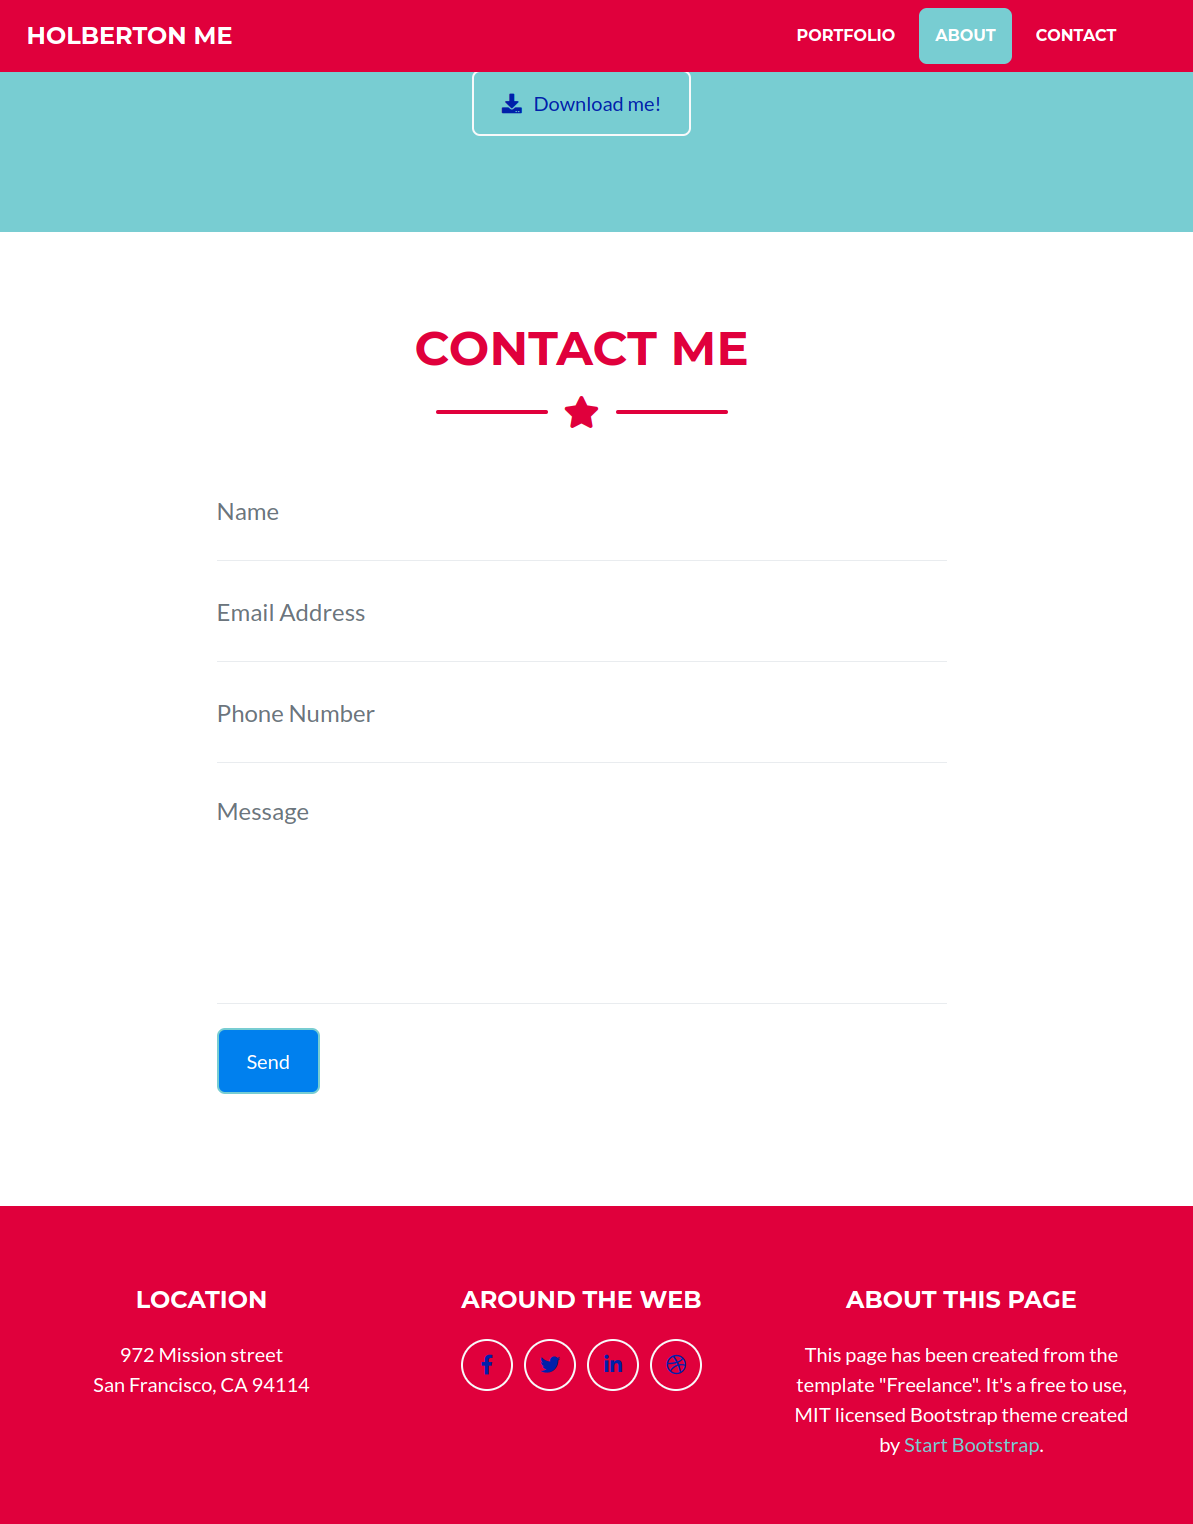 HOLBERTON ME
PORTFOLIO
ABOUT
CONTACT
Download me!
CONTACT ME
Name
Email Address
Phone Number
Message
Send
LOCATION
972 Mission street
San Francisco, CA 94114
AROUND THE WEB
ABOUT THIS PAGE
This page has been created from the
template "Freelance". It's a free to use,
MIT licensed Bootstrap theme created
by Start Bootstrap.